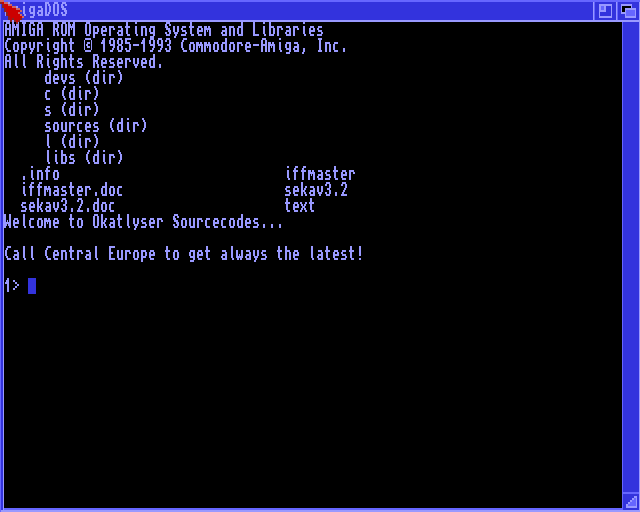 AmigaDOS
AMIGA ROM Operating System and Libraries
Copyright © 1985-1993 Commodore-Amiga, Inc.
All Rights Reserved.
devs (dir)
c (dir)
s (dir)
sources (dir)
l (dir)
libs (dir)
.info iffmaster
iffmaster.doc sekav3.2
sekav3.2.doc text
Welcome to Okatlyser Sourcecodes...
Call Central Europe to get always the latest!
1>